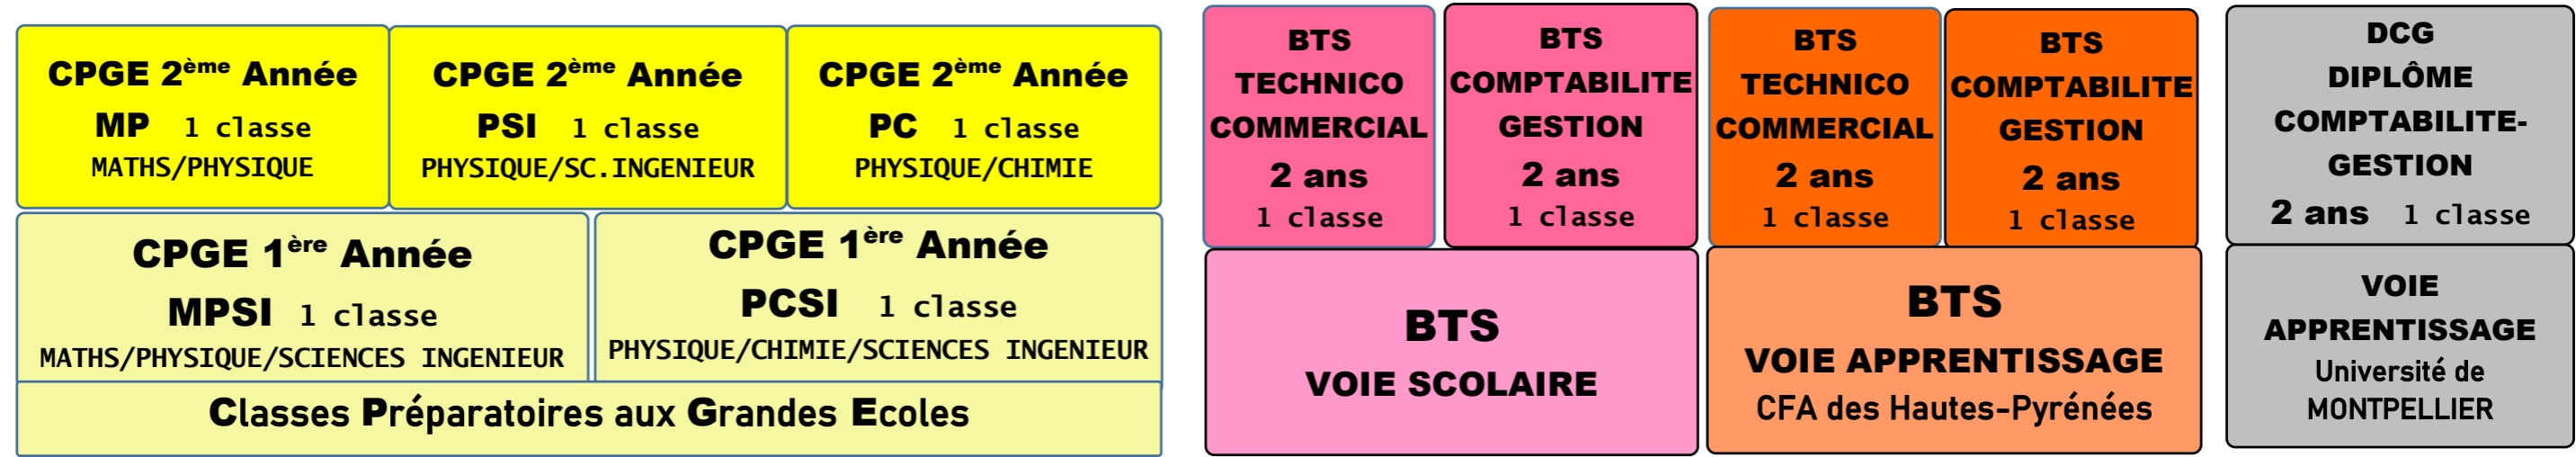 CPGE 2ème Année
MP 1 classe
MATHS/PHYSIQUE
CPGE 2ème Année
PSI 1 classe
PHYSIQUE/SC.INGENIEUR
CPGE 2ème Année
PC 1 classe
PHYSIQUE/CHIMIE
CPGE 1ère Année
MPSI 1 classe
MATHS/PHYSIQUE/SCIENCES INGENIEUR
CPGE 1ère Année
PCSI 1 classe
PHYSIQUE/CHIMIE/SCIENCES INGENIEUR
Classes Préparatoires aux Grandes Ecoles
BTS
TECHNICO
COMMERCIAL
2 ans
1 classe
BTS
COMPTABILITE
GESTION
2 ans
1 classe
BTS
VOIE SCOLAIRE
BTS
TECHNICO
COMMERCIAL
2 ans
1 classe
BTS
COMPTABILITE
GESTION
2 ans
1 classe
BTS
VOIE APPRENTISSAGE
CFA des Hautes-Pyrénées
DCG
DIPLÔME
COMPTABILITE-
GESTION
2 ans 1 classe
VOIE
APPRENTISSAGE
Université de
MONTPELLIER